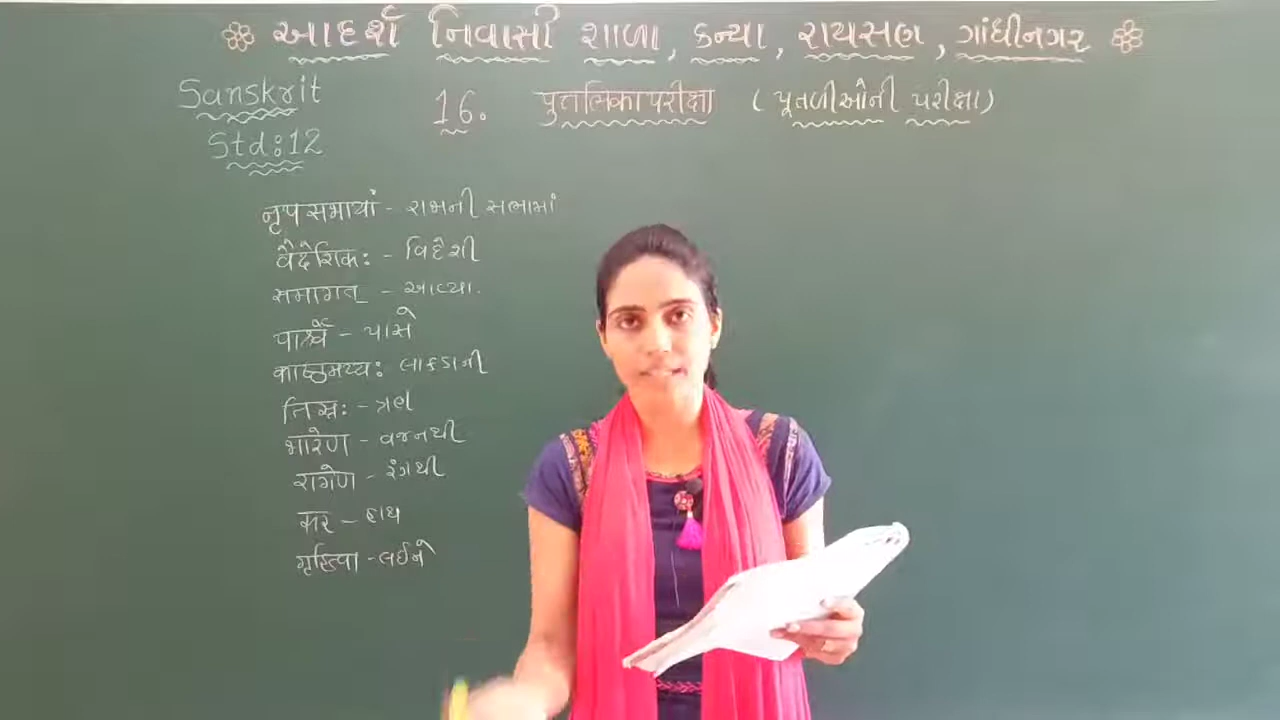 આદર્શ નિવાસી શાળા, કન્યા, રાયસણ, ગાંધીનગર
Sanskrit
Std:12
16. पुत्तलिकापरीक्षा (પૂતળીઓની પરીક્ષા)
नृपसभायां - રાજાની સભામાં
वैदेशिकः - વિદેશી
समागत् - આવ્યા.
पार्श्वे - પાસે
काष्ठमय्यः લાકડાની
तिस्रः - ત્રણ
भारेण - વજનથી
रागेण - રંગથી
कर - હાથ
गृहित्वा - લઈને